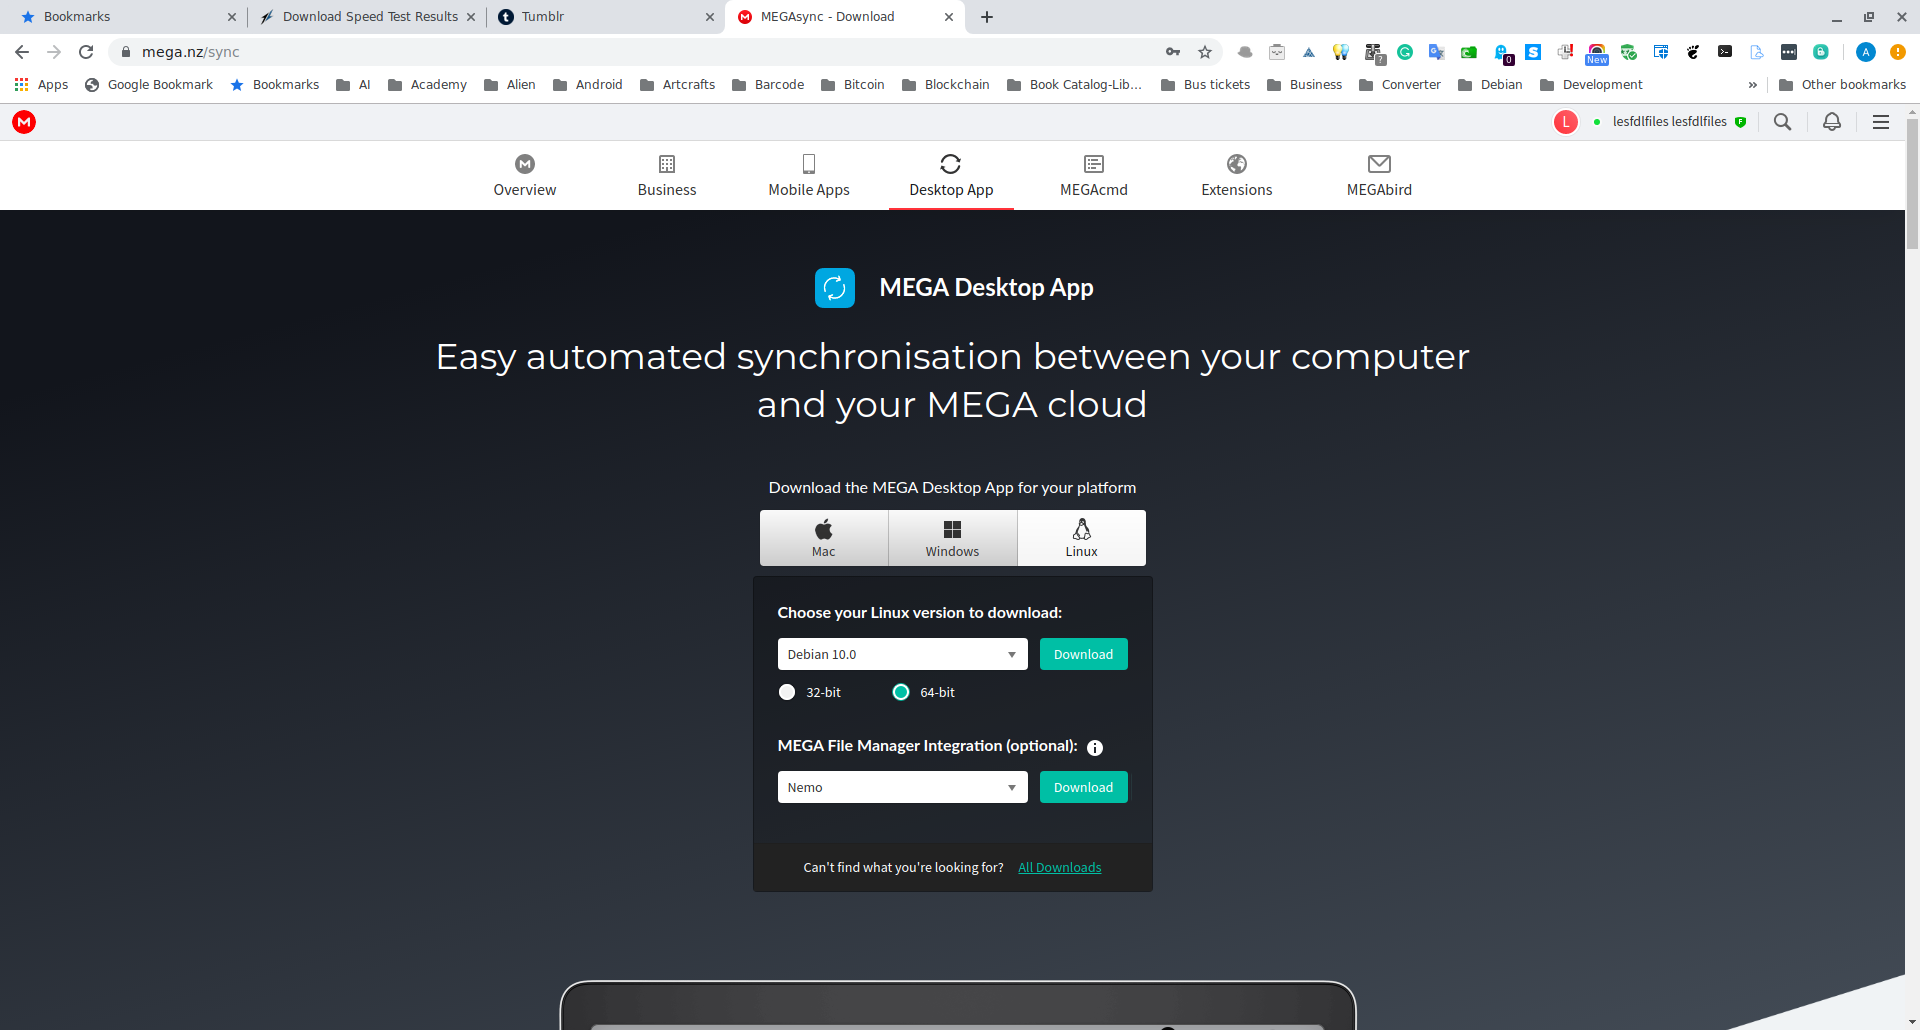 Bookmarks
Download Speed Test Results
Tumblr
MEGAsync - Download
mega.nz/sync
?
0
New
A
Apps
Google Bookmark
Bookmarks
AI
Academy
Alien
Android
Artcrafts
Barcode
Bitcoin
Blockchain
Book Catalog-Lib...
Bus tickets
Business
Converter
Debian
Development
»
Other bookmarks
M
L
lesfdlfiles lesfdlfiles
F
Overview
Business
Mobile Apps
Desktop App
MEGAcmd
Extensions
MEGAbird
MEGA Desktop App
Easy automated synchronisation between your computer
and your MEGA cloud
Download the MEGA Desktop App for your platform
Mac
Windows
Linux
Choose your Linux version to download:
Debian 10.0
Download
32-bit
64-bit
MEGA File Manager Integration (optional):
Nemo
Download
Can't find what you're looking for?
All Downloads